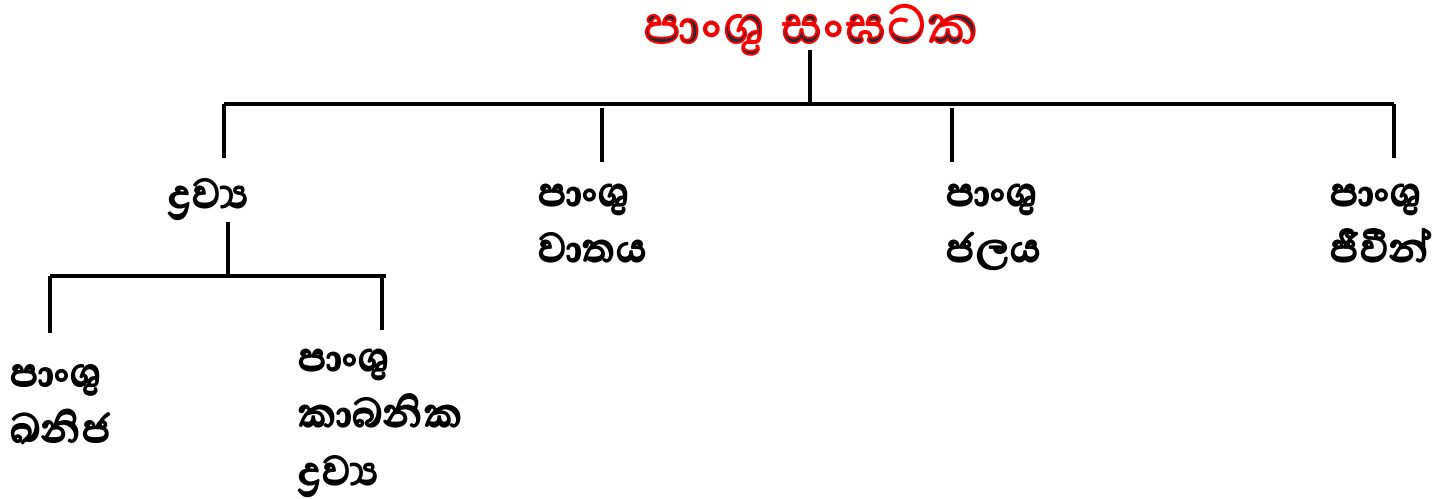 පාංශු සංඝටක
ද්‍රව්‍ය
පාංශු
වාතය
පාංශු
ජලය
පාංශු
ජීවීන්
පාංශු
ඛනිජ
පාංශු
කාබනික
ද්‍රව්‍ය